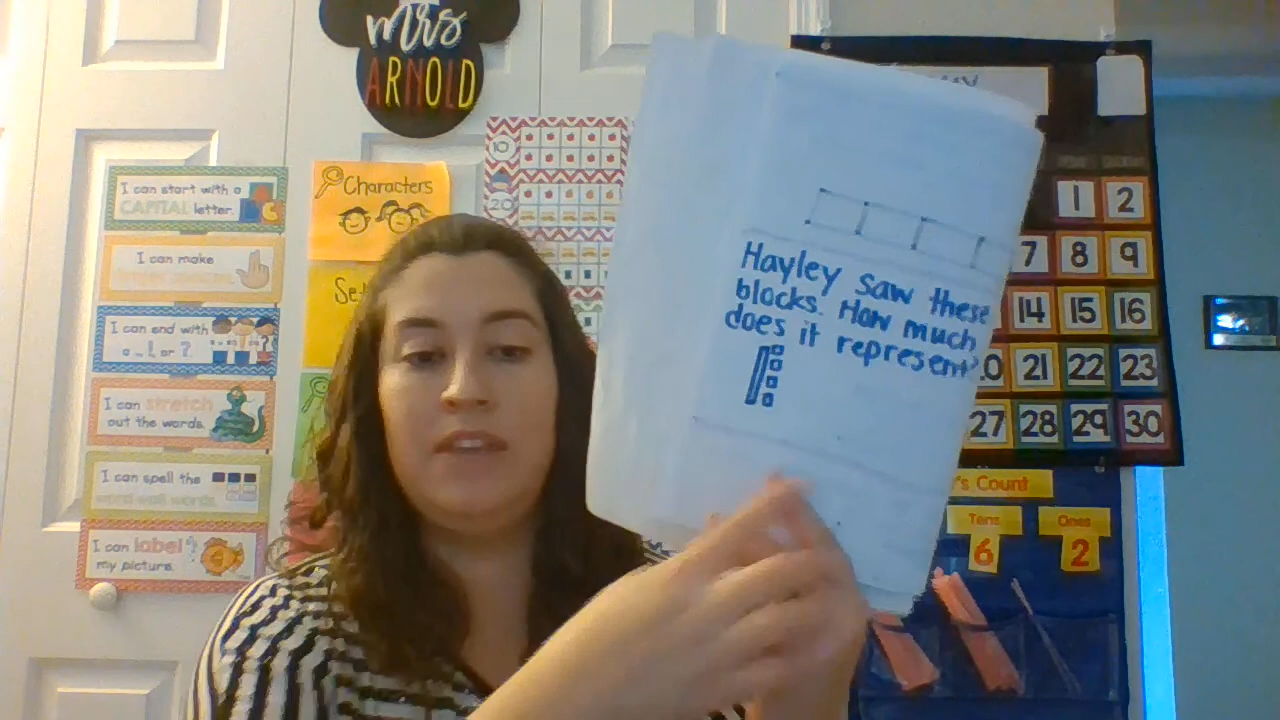 mrs
ARNOLD
I can start with a
CAPITAL letter.
I can make
I can end with
a ., !, or ?.
I can stretch
out the words.
I can spell the
word wall words.
I can label
my picture.
Characters
10
20
Hayley saw these
blocks. How much
does it represent?
1 2
7 8 9
14 15 16
21 22 23
27 28 29 30
's Count
Tens
Ones
6
2